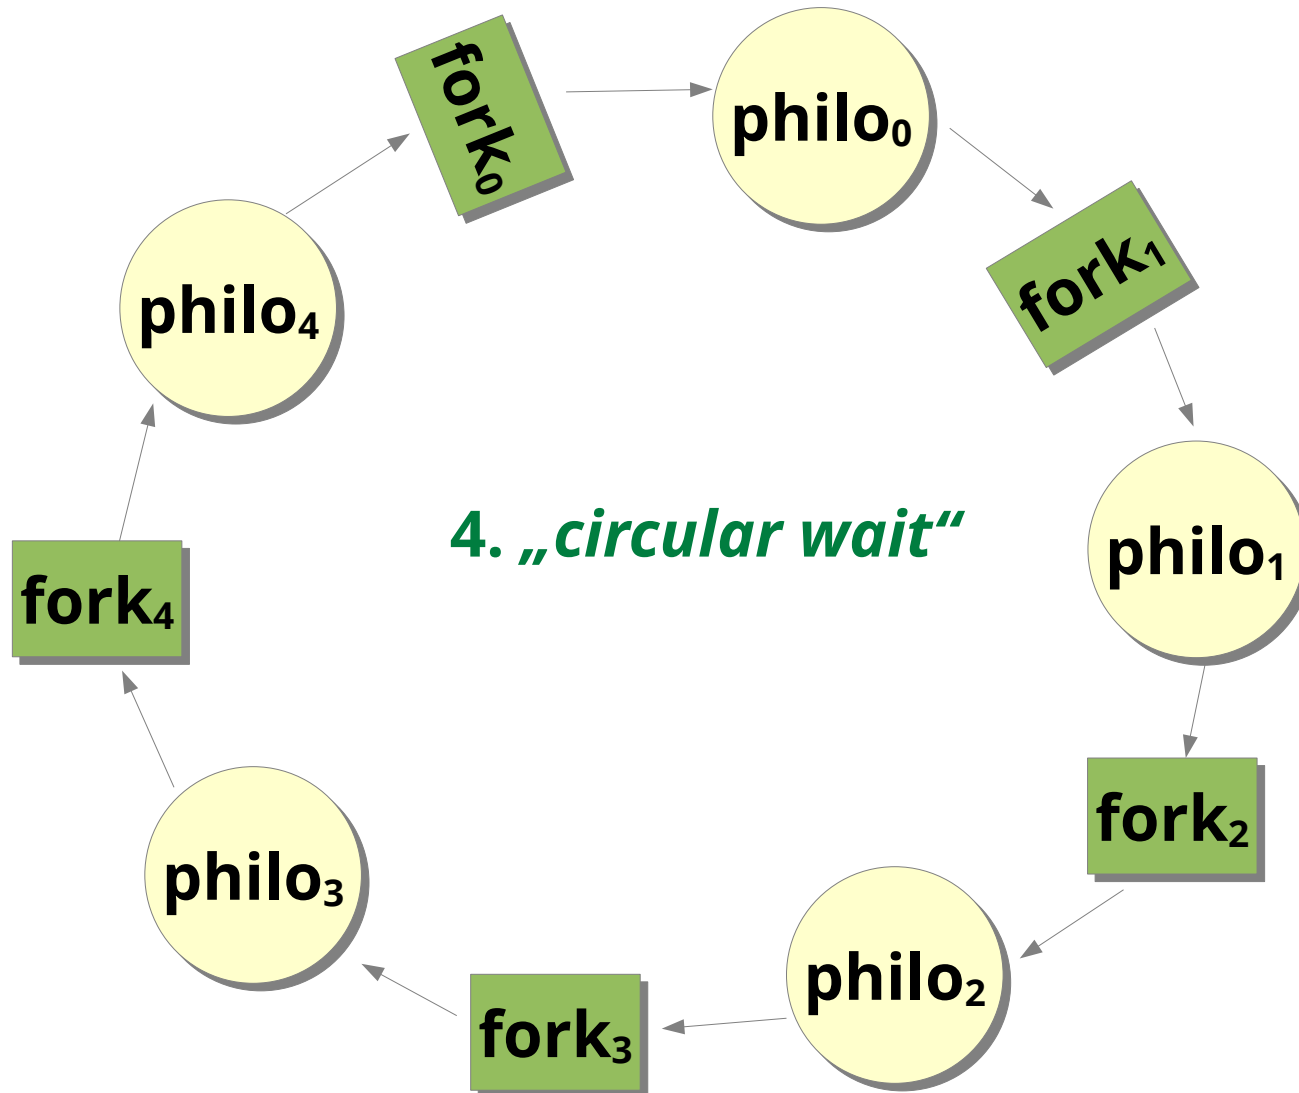 fork₀
philo₀
fork₁
philo₄
4. „circular wait“
philo₁
fork₄
fork₂
philo₃
philo₂
fork₃